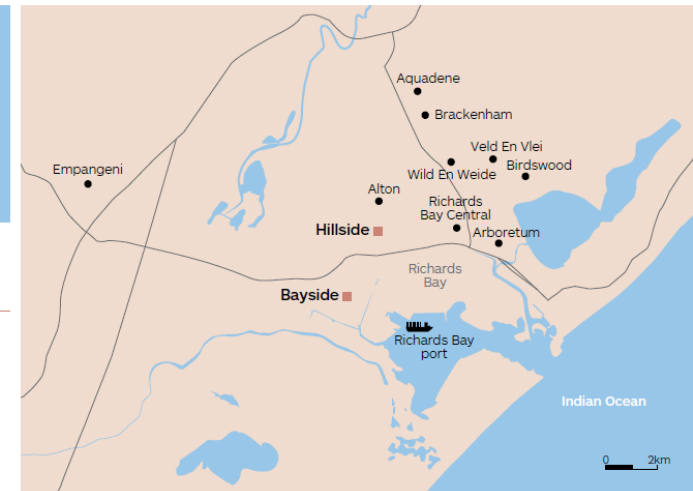 Aquadene
Brackenham
Veld En Vlei
Empangeni
Wild En Weide
Birdswood
Alton
Richards
Bay Central
Hillside
Arboretum
Richards
Bay
Bayside
Richards Bay
port
Indian Ocean
0 2km